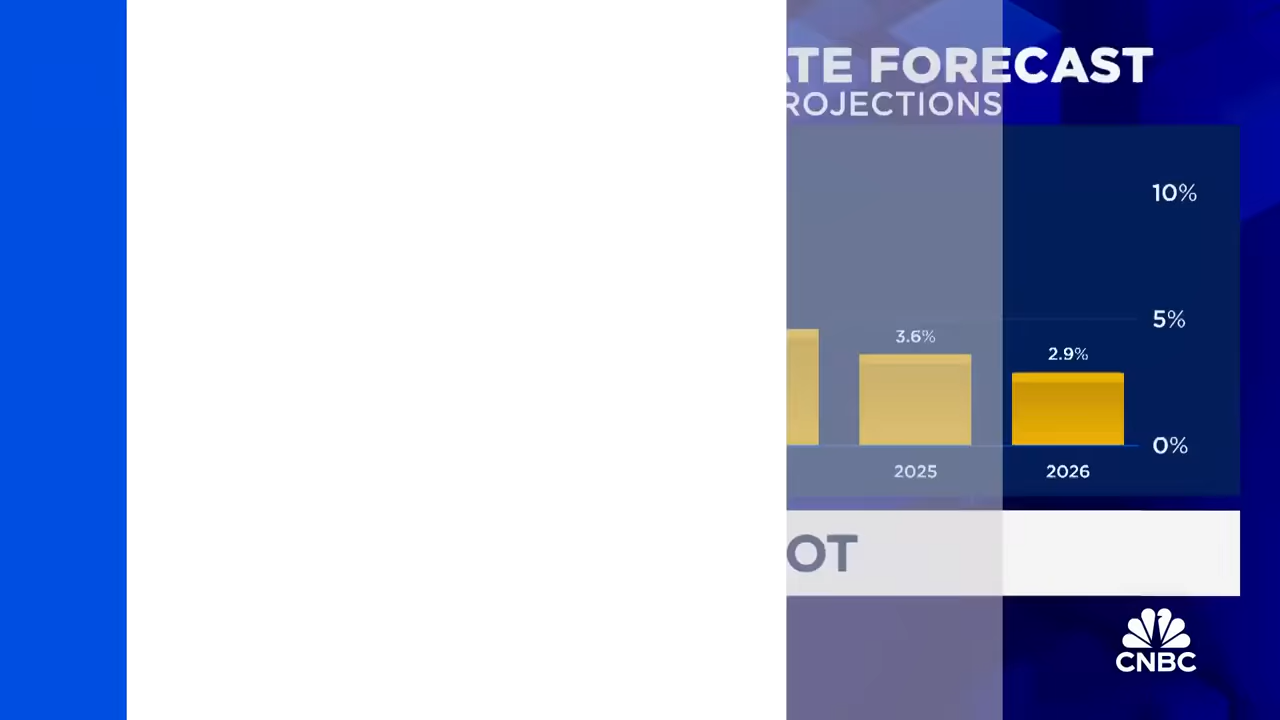 ATE FORECAST
ROJECTIONS
10%
5%
3.6%
2.9%
0%
2025
2026
OT
CNBC